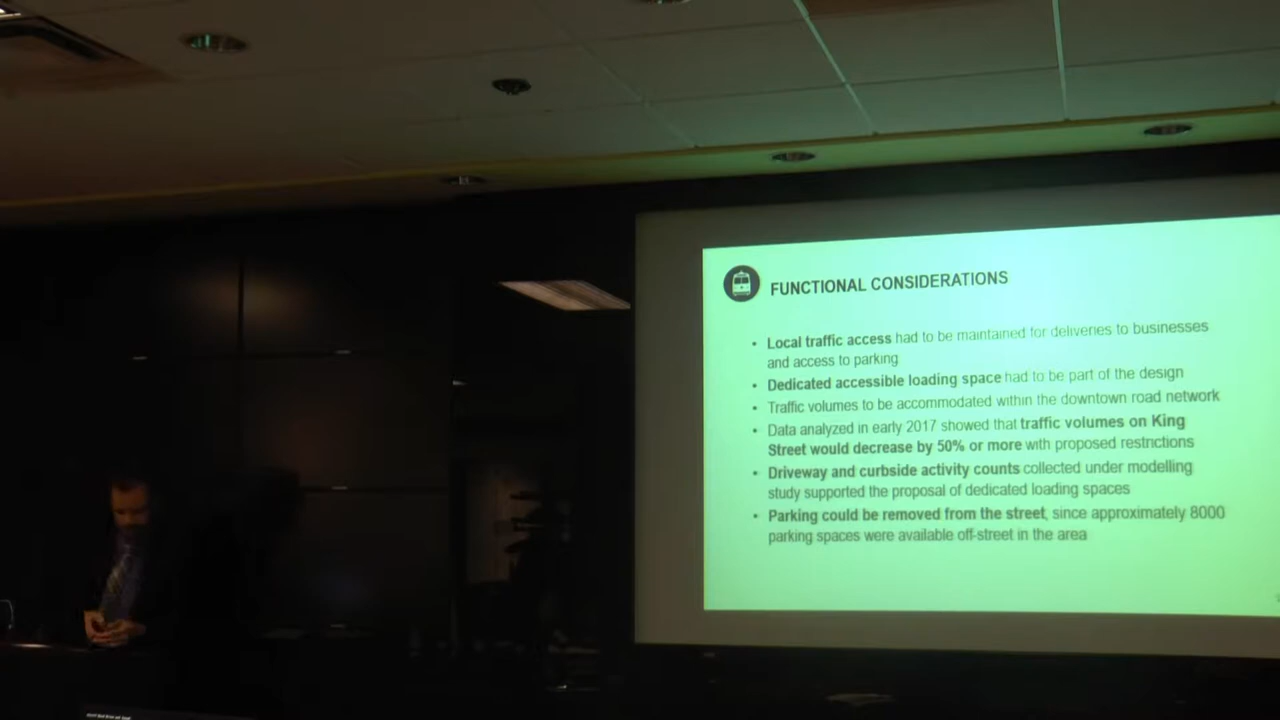 FUNCTIONAL CONSIDERATIONS
• Local traffic access had to be maintained for deliveries to businesses
and access to parking
• Dedicated accessible loading space had to be part of the design
• Traffic volumes to be accommodated within the downtown road network
• Data analyzed in early 2017 showed that traffic volumes on King
Street would decrease by 50% or more with proposed restrictions
• Driveway and curbside activity counts collected under modelling
study supported the proposal of dedicated loading spaces
• Parking could be removed from the street, since approximately 8000
parking spaces were available off-street in the area